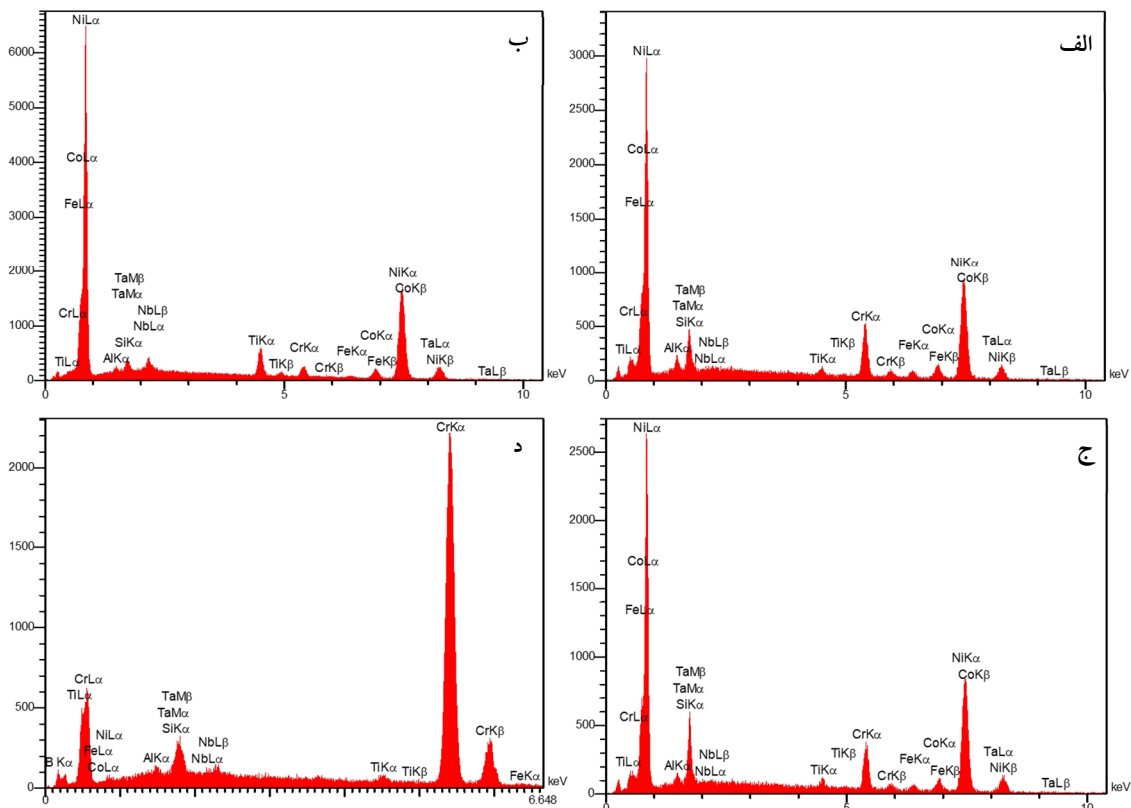 ب
NiLα
6000
5000
CoLα
4000
FeLα
3000
2000
TaMβ
TaMα
NiKα
CoKβ
CrLα
NbLβ
NbLα
1000
SiKα
TiKα
CoKα
TaLα
AlKα
CrKα
FeKα
TiLα
TiKβ
CrKβ
FeKβ
NiKβ
TaLβ
0
keV
0 5 10
الف
NiLα
3000
2500
CoLα
2000
FeLα
1500
NiKα
CoKβ
1000
TaMβ
CrLα
TaMα
CrKα
SiKα
500
CoKα
TiKβ
TaLα
TiLα
AlKα
NbLβ
FeKα
NbLα
TiKα
CrKβ
FeKβ
NiKβ
TaLβ
0
keV
0 5 10
د
CrKα
2000
1500
1000
CrLα
TaMβ
TiLα
TaMα
500
SiKα
CrKβ
NiLα
NbLβ
B Kα
FeLα
AlKα
NbLα
CoLα
TiKα
TiKβ
FeKα
0
keV
0 6.648
ج
NiLα
2500
2000
CoLα
1500
FeLα
1000
NiKα
TaMβ
CoKβ
TaMα
SiKα
CrLα
500
CrKα
CoKα
TiKβ
TaLα
TiLα
AlKα
NbLβ
FeKα
NbLα
TiKα
CrKβ
FeKβ
NiKβ
TaLβ
0
keV
0 5 10